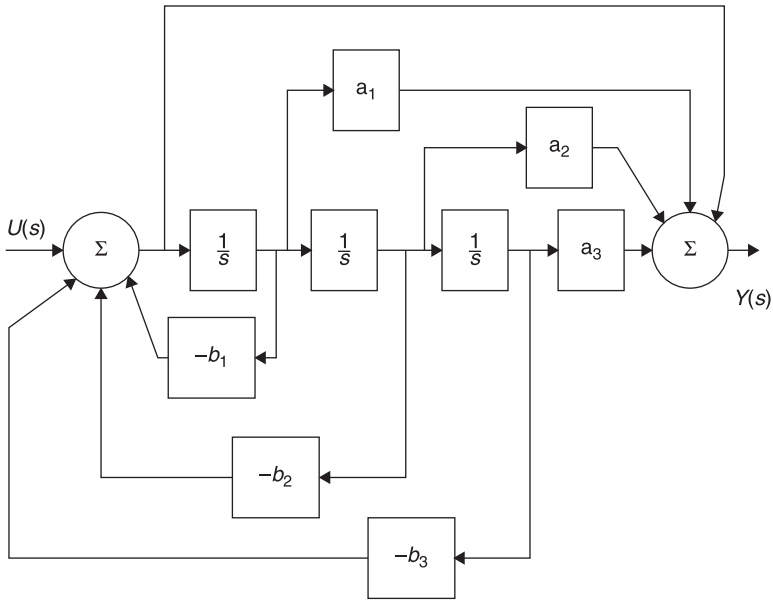 a₁
a₂
U(s)
Σ
1
s
1
s
1
s
a₃
Σ
Y(s)
–b₁
–b₂
–b₃